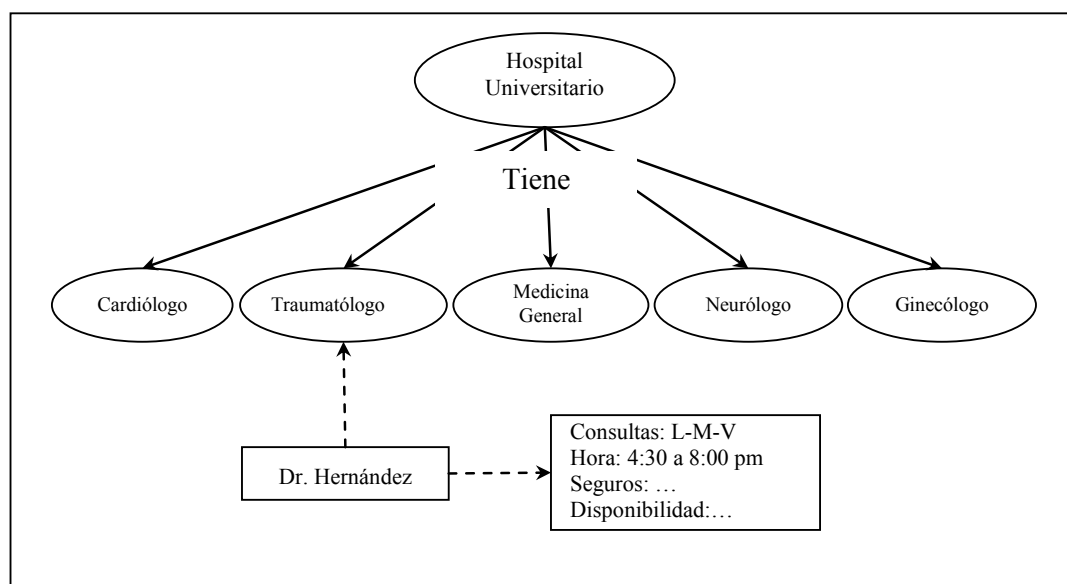 Hospital
Universitario
Tiene
Cardiólogo
Traumatólogo
Medicina
General
Neurólogo
Ginecólogo
Dr. Hernández
Consultas: L-M-V
Hora: 4:30 a 8:00 pm
Seguros: …
Disponibilidad:…